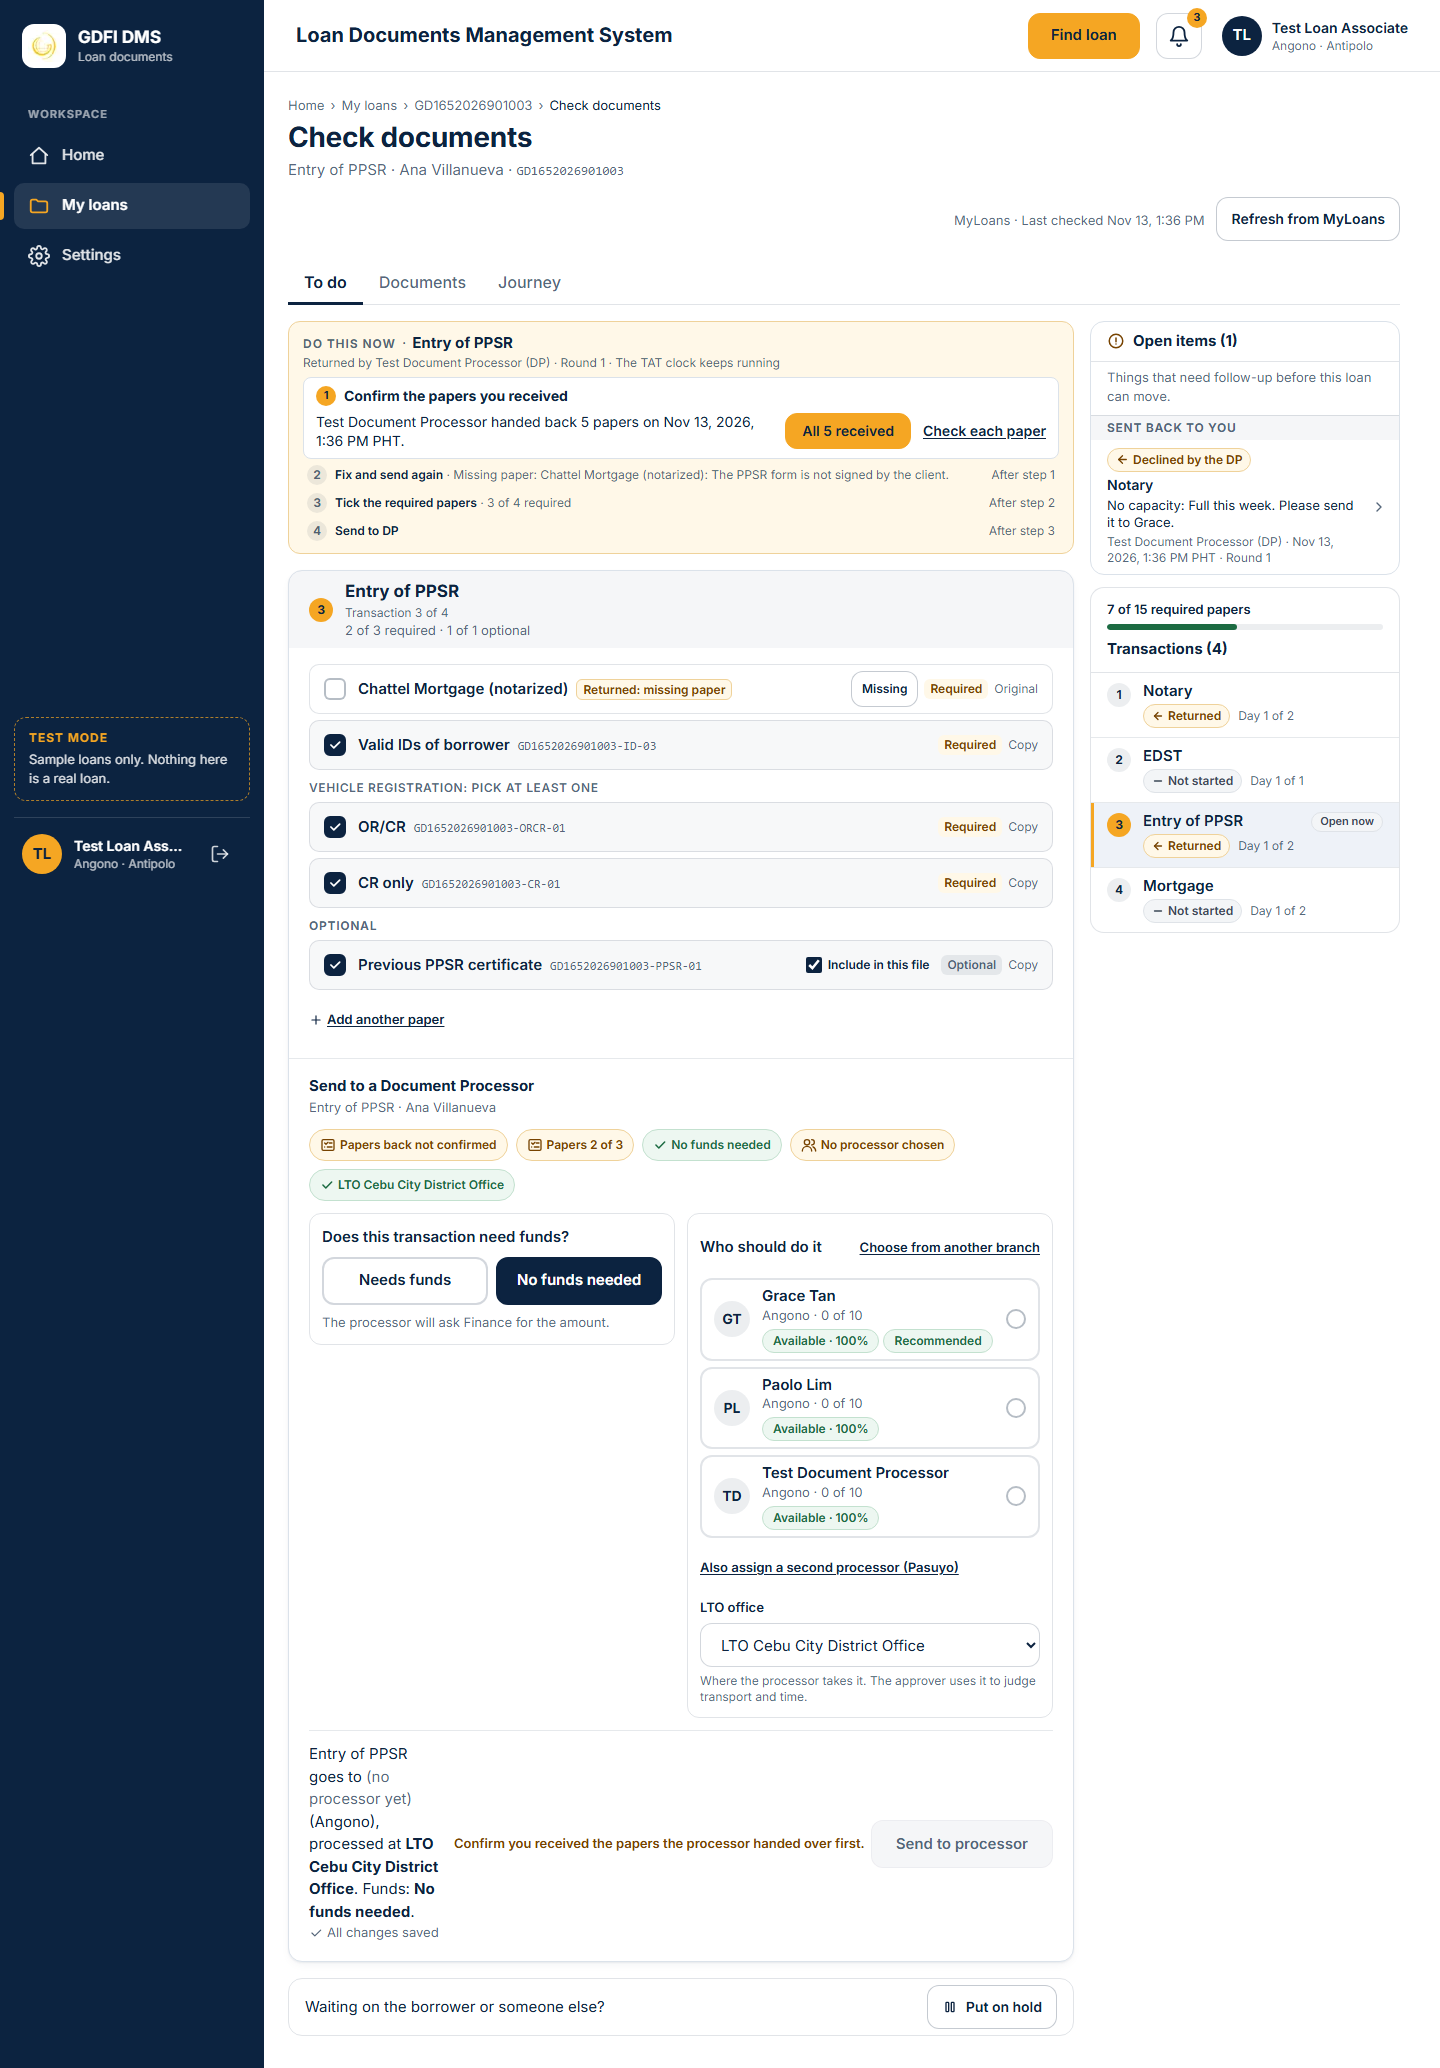 GDFI DMS
Loan documents
WORKSPACE
Home
My loans
Settings
TEST MODE
Sample loans only. Nothing here
is a real loan.
TL
Test Loan Ass...
Angono · Antipolo
Loan Documents Management System
Find loan
3
TL
Test Loan Associate
Angono · Antipolo
Home › My loans › GD1652026901003 › Check documents
Check documents
Entry of PPSR · Ana Villanueva · GD1652026901003
MyLoans · Last checked Nov 13, 1:36 PM
Refresh from MyLoans
To do
Documents
Journey
DO THIS NOW · Entry of PPSR
Returned by Test Document Processor (DP) · Round 1 · The TAT clock keeps running
1 Confirm the papers you received
Test Document Processor handed back 5 papers on Nov 13, 2026,
1:36 PM PHT.
All 5 received
Check each paper
2 Fix and send again · Missing paper: Chattel Mortgage (notarized): The PPSR form is not signed by the client. After step 1
3 Tick the required papers · 3 of 4 required After step 2
4 Send to DP After step 3
3
Entry of PPSR
Transaction 3 of 4
2 of 3 required · 1 of 1 optional
Chattel Mortgage (notarized) Returned: missing paper Missing Required Original
Valid IDs of borrower GD1652026901003-ID-03 Required Copy
VEHICLE REGISTRATION: PICK AT LEAST ONE
OR/CR GD1652026901003-ORCR-01 Required Copy
CR only GD1652026901003-CR-01 Required Copy
OPTIONAL
Previous PPSR certificate GD1652026901003-PPSR-01 Include in this file Optional Copy
+ Add another paper
Send to a Document Processor
Entry of PPSR · Ana Villanueva
Papers back not confirmed
Papers 2 of 3
No funds needed
No processor chosen
LTO Cebu City District Office
Does this transaction need funds?
Needs funds
No funds needed
The processor will ask Finance for the amount.
Who should do it
Choose from another branch
GT
Grace Tan
Angono · 0 of 10
Available · 100%
Recommended
PL
Paolo Lim
Angono · 0 of 10
Available · 100%
TD
Test Document Processor
Angono · 0 of 10
Available · 100%
Also assign a second processor (Pasuyo)
LTO office
LTO Cebu City District Office
Where the processor takes it. The approver uses it to judge
transport and time.
Entry of PPSR
goes to (no
processor yet)
(Angono),
processed at LTO
Cebu City District
Office. Funds: No
funds needed.
All changes saved
Confirm you received the papers the processor handed over first.
Send to processor
Waiting on the borrower or someone else?
Put on hold
Open items (1)
Things that need follow-up before this loan
can move.
SENT BACK TO YOU
← Declined by the DP
Notary
No capacity: Full this week. Please send
it to Grace.
Test Document Processor (DP) · Nov 13,
2026, 1:36 PM PHT · Round 1
7 of 15 required papers
Transactions (4)
1 Notary
← Returned Day 1 of 2
2 EDST
– Not started Day 1 of 1
3 Entry of PPSR Open now
← Returned Day 1 of 2
4 Mortgage
– Not started Day 1 of 2